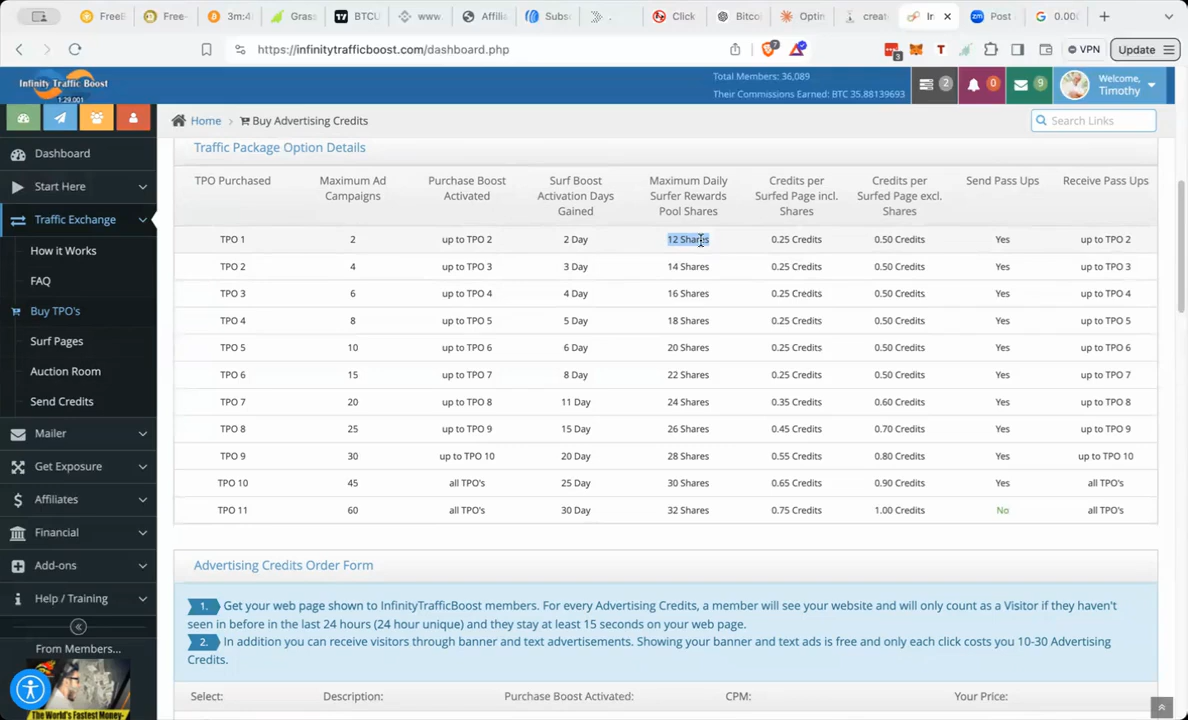 FreeB
Free-
3m:4
Grass
BTCU
www
Affilia
Subs
.
Click
Bitco
Optin
creat
In
Post
0.00
https://infinitytrafficboost.com/dashboard.php
7
3
T
VPN
Update
Infinity Traffic Boost
1.29.001
Total Members: 36,089
Their Commissions Earned: BTC 35.88139693
2
0
9
Welcome,
Timothy
Home
Buy Advertising Credits
Search Links
Dashboard
Start Here
Traffic Exchange
How it Works
FAQ
Buy TPO's
Surf Pages
Auction Room
Send Credits
Mailer
Get Exposure
Affiliates
Financial
Add-ons
Help / Training
From Members...
The World's Fastest Money-
Traffic Package Option Details
TPO Purchased Maximum Ad Campaigns Purchase Boost Activated Surf Boost Activation Days Gained Maximum Daily Surfer Rewards Pool Shares Credits per Surfed Page incl. Shares Credits per Surfed Page excl. Shares Send Pass Ups Receive Pass Ups
TPO 1 2 up to TPO 2 2 Day 12 Shares 0.25 Credits 0.50 Credits Yes up to TPO 2
TPO 2 4 up to TPO 3 3 Day 14 Shares 0.25 Credits 0.50 Credits Yes up to TPO 3
TPO 3 6 up to TPO 4 4 Day 16 Shares 0.25 Credits 0.50 Credits Yes up to TPO 4
TPO 4 8 up to TPO 5 5 Day 18 Shares 0.25 Credits 0.50 Credits Yes up to TPO 5
TPO 5 10 up to TPO 6 6 Day 20 Shares 0.25 Credits 0.50 Credits Yes up to TPO 6
TPO 6 15 up to TPO 7 8 Day 22 Shares 0.25 Credits 0.50 Credits Yes up to TPO 7
TPO 7 20 up to TPO 8 11 Day 24 Shares 0.35 Credits 0.60 Credits Yes up to TPO 8
TPO 8 25 up to TPO 9 15 Day 26 Shares 0.45 Credits 0.70 Credits Yes up to TPO 9
TPO 9 30 up to TPO 10 20 Day 28 Shares 0.55 Credits 0.80 Credits Yes up to TPO 10
TPO 10 45 all TPO's 25 Day 30 Shares 0.65 Credits 0.90 Credits Yes all TPO's
TPO 11 60 all TPO's 30 Day 32 Shares 0.75 Credits 1.00 Credits No all TPO's
Advertising Credits Order Form
1. Get your web page shown to InfinityTrafficBoost members. For every Advertising Credits, a member will see your website and will only count as a Visitor if they haven't
seen in before in the last 24 hours (24 hour unique) and they stay at least 15 seconds on your web page.
2. In addition you can receive visitors through banner and text advertisements. Showing your banner and text ads is free and only each click costs you 10-30 Advertising
Credits.
Select: Description: Purchase Boost Activated: CPM: Your Price: